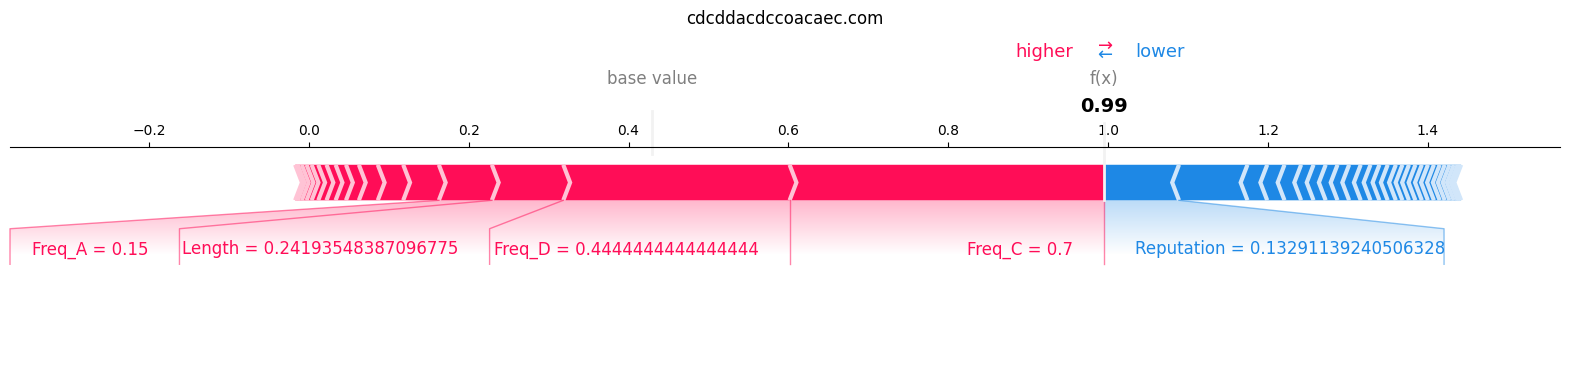 cdcddacdccoacaec.com
higher → ← lower
base value f(x)
0.99
−0.2 0.0 0.2 0.4 0.6 0.8 1.0 1.2 1.4
Freq_A = 0.15 Length = 0.24193548387096775 Freq_D = 0.4444444444444444 Freq_C = 0.7 Reputation = 0.13291139240506328